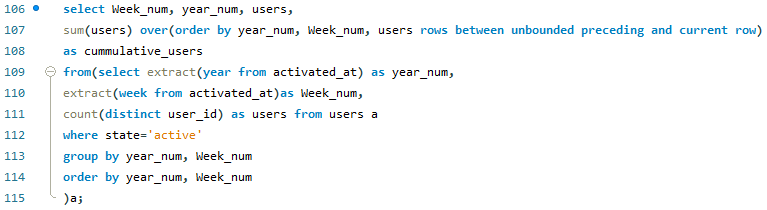 106 select Week_num, year_num, users,
107 sum(users) over(order by year_num, Week_num, users rows between unbounded preceding and current row)
108 as cummulative_users
109 from(select extract(year from activated_at) as year_num,
110 extract(week from activated_at)as Week_num,
111 count(distinct user_id) as users from users a
112 where state='active'
113 group by year_num, Week_num
114 order by year_num, Week_num
115 )a;